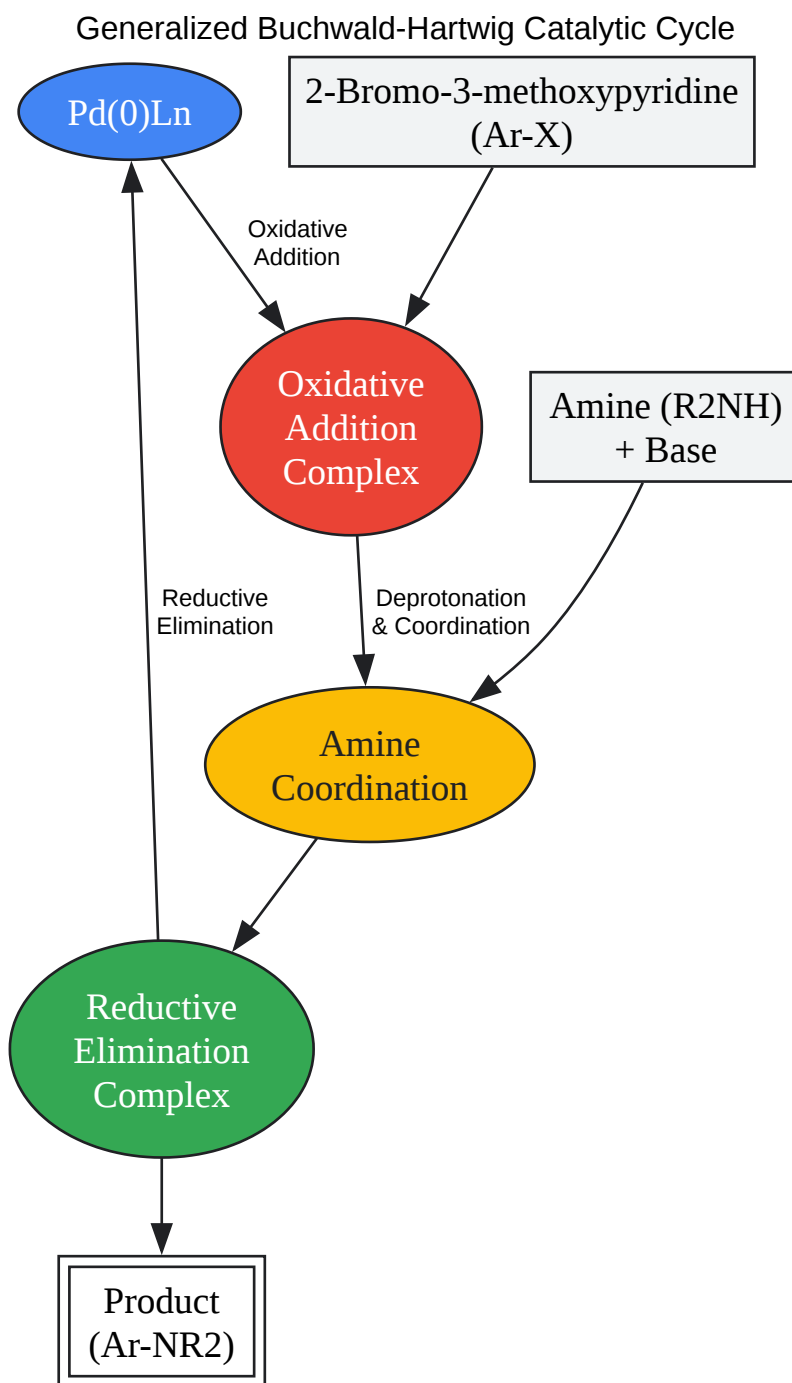 Generalized Buchwald-Hartwig Catalytic Cycle
Pd(0)Ln
2-Bromo-3-methoxypyridine
(Ar-X)
Oxidative
Addition
Oxidative
Addition
Complex
Amine (R2NH)
+ Base
Reductive
Elimination
Deprotonation
& Coordination
Amine
Coordination
Reductive
Elimination
Complex
Product
(Ar-NR2)